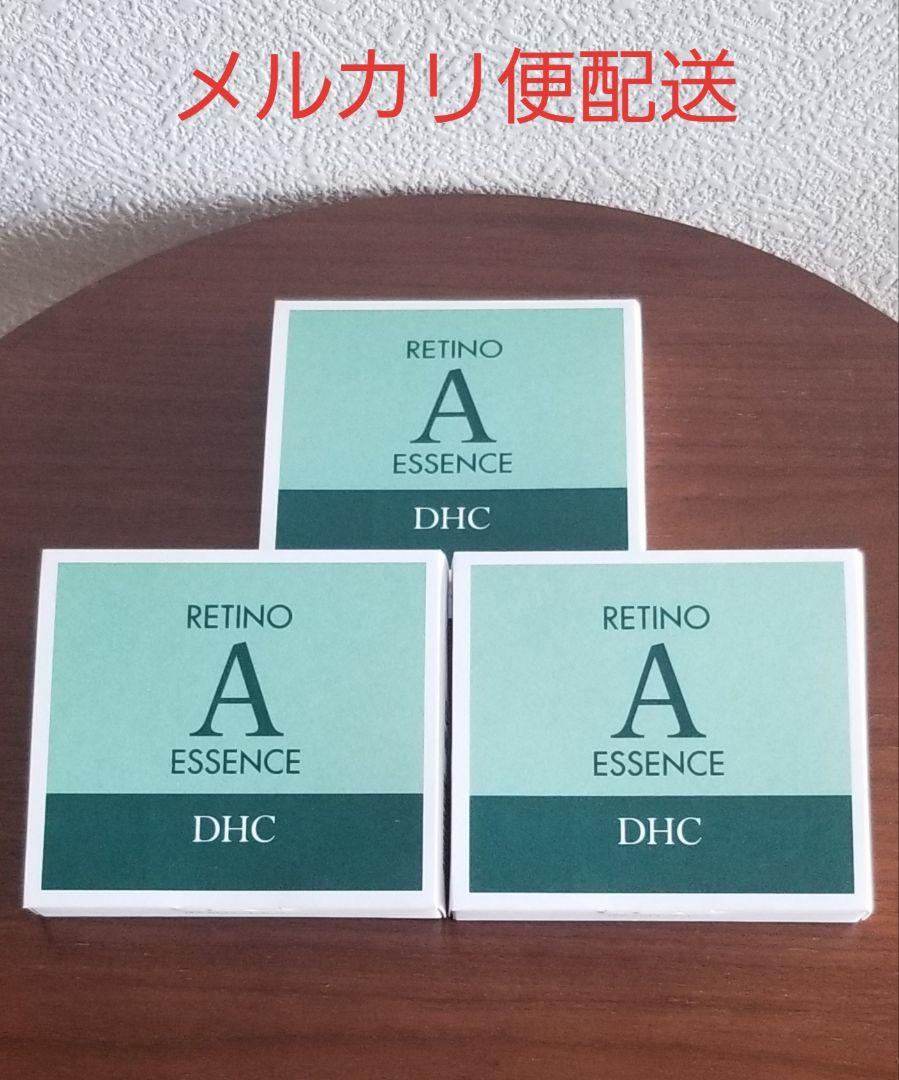 メルカリ便配送
RETINO
A
ESSENCE
DHC
RETINO
A
ESSENCE
DHC
RETINO
A
ESSENCE
DHC